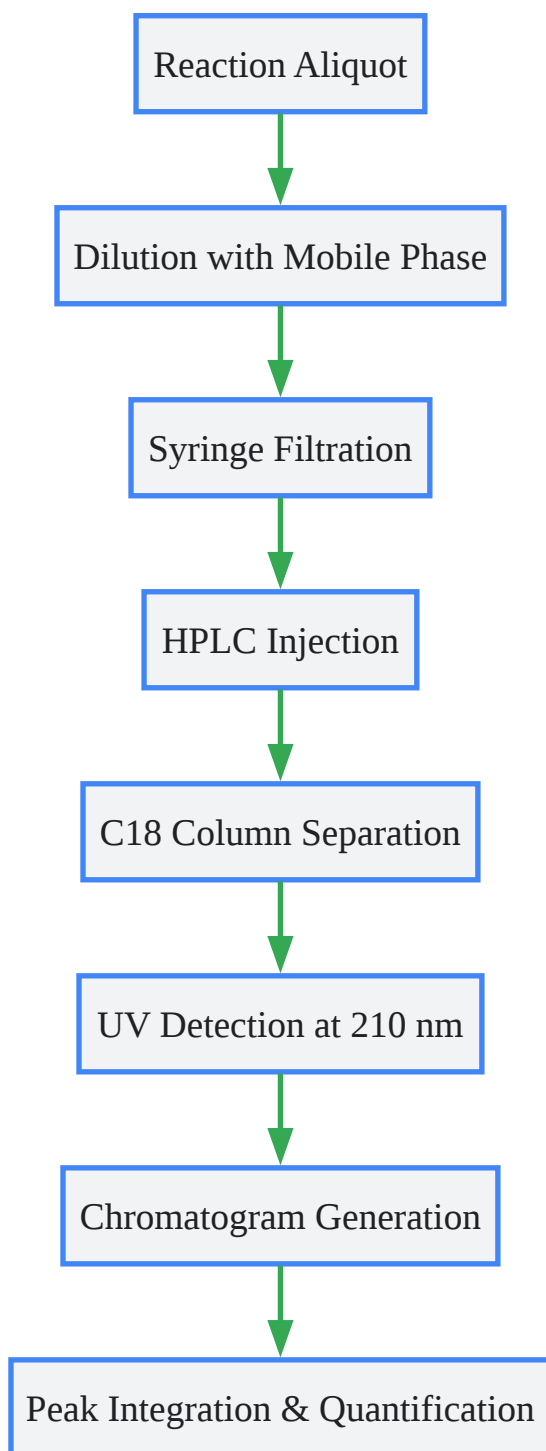 Reaction Aliquot
Dilution with Mobile Phase
Syringe Filtration
HPLC Injection
C18 Column Separation
UV Detection at 210 nm
Chromatogram Generation
Peak Integration & Quantification